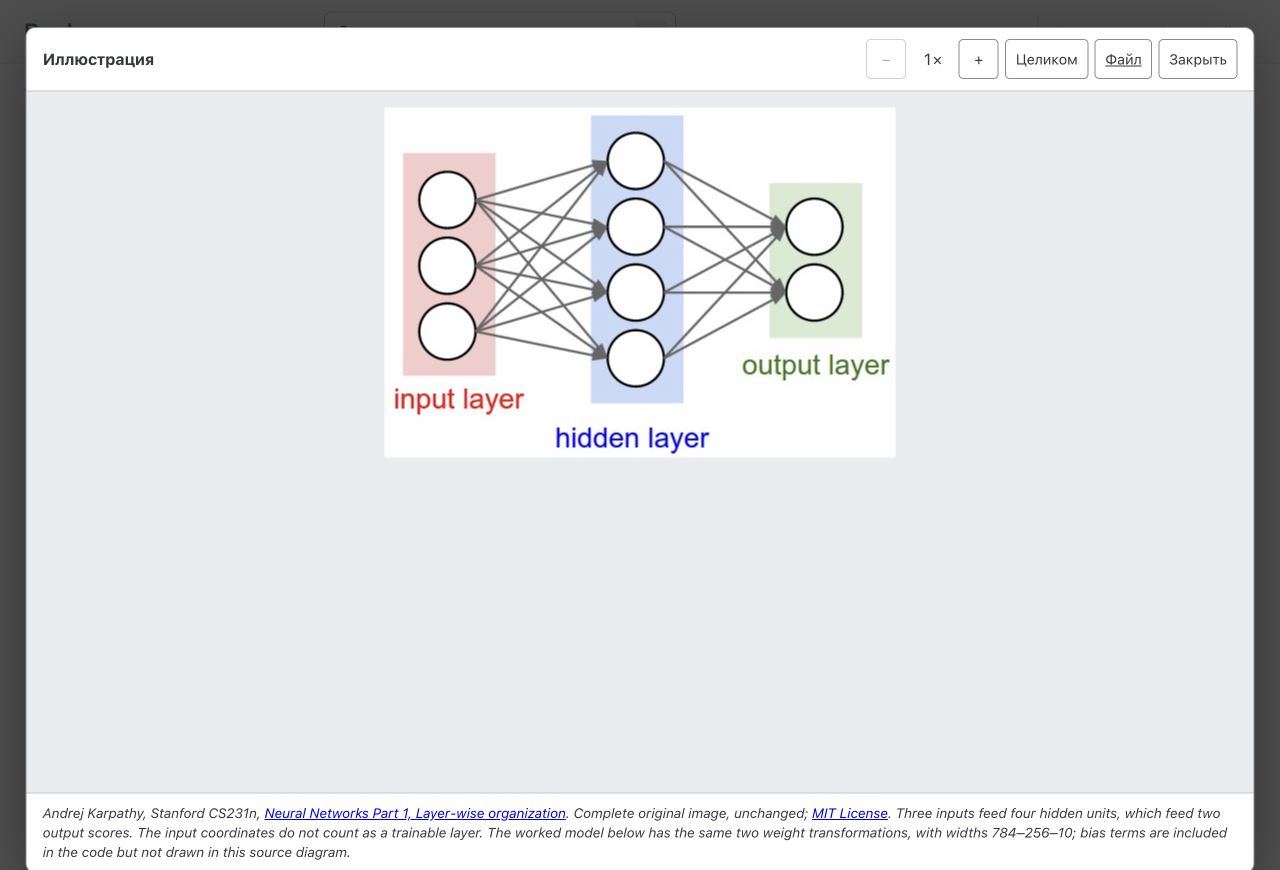 Иллюстрация
− 1× + Целиком Файл Закрыть
input layer
hidden layer
output layer
Andrej Karpathy, Stanford CS231n, Neural Networks Part 1, Layer-wise organization. Complete original image, unchanged; MIT License. Three inputs feed four hidden units, which feed two
output scores. The input coordinates do not count as a trainable layer. The worked model below has the same two weight transformations, with widths 784–256–10; bias terms are included
in the code but not drawn in this source diagram.